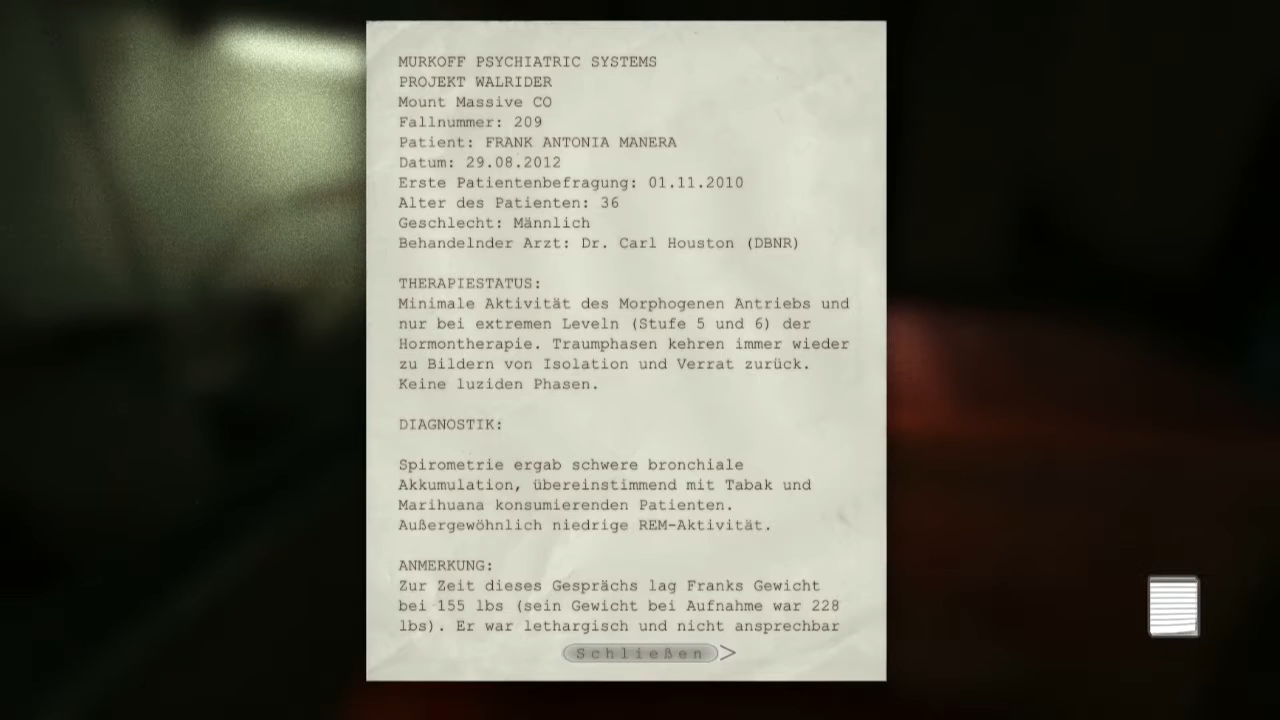 MURKOFF PSYCHIATRIC SYSTEMS
PROJEKT WALRIDER
Mount Massive CO
Fallnummer: 209
Patient: FRANK ANTONIA MANERA
Datum: 29.08.2012
Erste Patientenbefragung: 01.11.2010
Alter des Patienten: 36
Geschlecht: Männlich
Behandelnder Arzt: Dr. Carl Houston (DBNR)
THERAPIESTATUS:
Minimale Aktivität des Morphogenen Antriebs und
nur bei extremen Leveln (Stufe 5 und 6) der
Hormontherapie. Traumphasen kehren immer wieder
zu Bildern von Isolation und Verrat zurück.
Keine luziden Phasen.
DIAGNOSTIK:
Spirometrie ergab schwere bronchiale
Akkumulation, übereinstimmend mit Tabak und
Marihuana konsumierenden Patienten.
Außergewöhnlich niedrige REM-Aktivität.
ANMERKUNG:
Zur Zeit dieses Gesprächs lag Franks Gewicht
bei 155 lbs (sein Gewicht bei Aufnahme war 228
lbs). Er war lethargisch und nicht ansprechbar
Schließen >